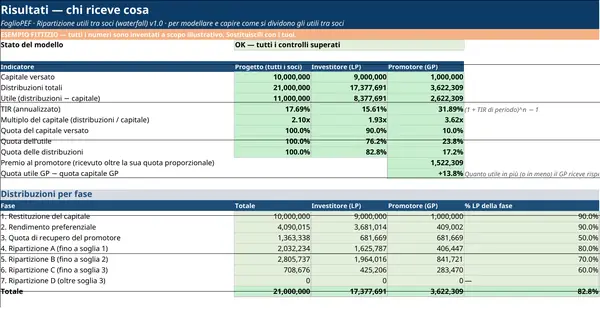 Risultati — chi riceve cosa
FoglioPEF · Ripartizione utili tra soci (waterfall) v1.0 · per modellare e capire come si dividono gli utili tra soci
ESEMPIO FITTIZIO — tutti i numeri sono inventati a scopo illustrativo. Sostituiscili con i tuoi.
Stato del modello OK — tutti i controlli superati
Indicatore Progetto (tutti i soci) Investitore (LP) Promotore (GP)
Capitale versato 10,000,000 9,000,000 1,000,000
Distribuzioni totali 21,000,000 17,377,691 3,622,309
Utile (distribuzioni − capitale) 11,000,000 8,377,691 2,622,309
TIR (annualizzato) 17.69% 15.61% 31.89% (1 + TIR di periodo)^n − 1
Multiplo del capitale (distribuzioni / capitale) 2.10x 1.93x 3.62x
Quota del capitale versato 100.0% 90.0% 10.0%
Quota dell'utile 100.0% 76.2% 23.8%
Quota delle distribuzioni 100.0% 82.8% 17.2%
Premio al promotore (ricevuto oltre la sua quota proporzionale) 1,522,309
Quota utile GP − quota capitale GP +13.8% Quanto utile in più (o in meno) il GP riceve
Distribuzioni per fase
Fase Totale Investitore (LP) Promotore (GP) % LP della fase
1. Restituzione del capitale 10,000,000 9,000,000 1,000,000 90.0%
2. Rendimento preferenziale 4,090,015 3,681,014 409,002 90.0%
3. Quota di recupero del promotore 1,363,338 681,669 681,669 50.0%
4. Ripartizione A (fino a soglia 1) 2,032,234 1,625,787 406,447 80.0%
5. Ripartizione B (fino a soglia 2) 2,805,737 1,964,016 841,721 70.0%
6. Ripartizione C (fino a soglia 3) 708,676 425,206 283,470 60.0%
7. Ripartizione D (oltre soglia 3) 0 0 0 —
Totale 21,000,000 17,377,691 3,622,309 82.8%